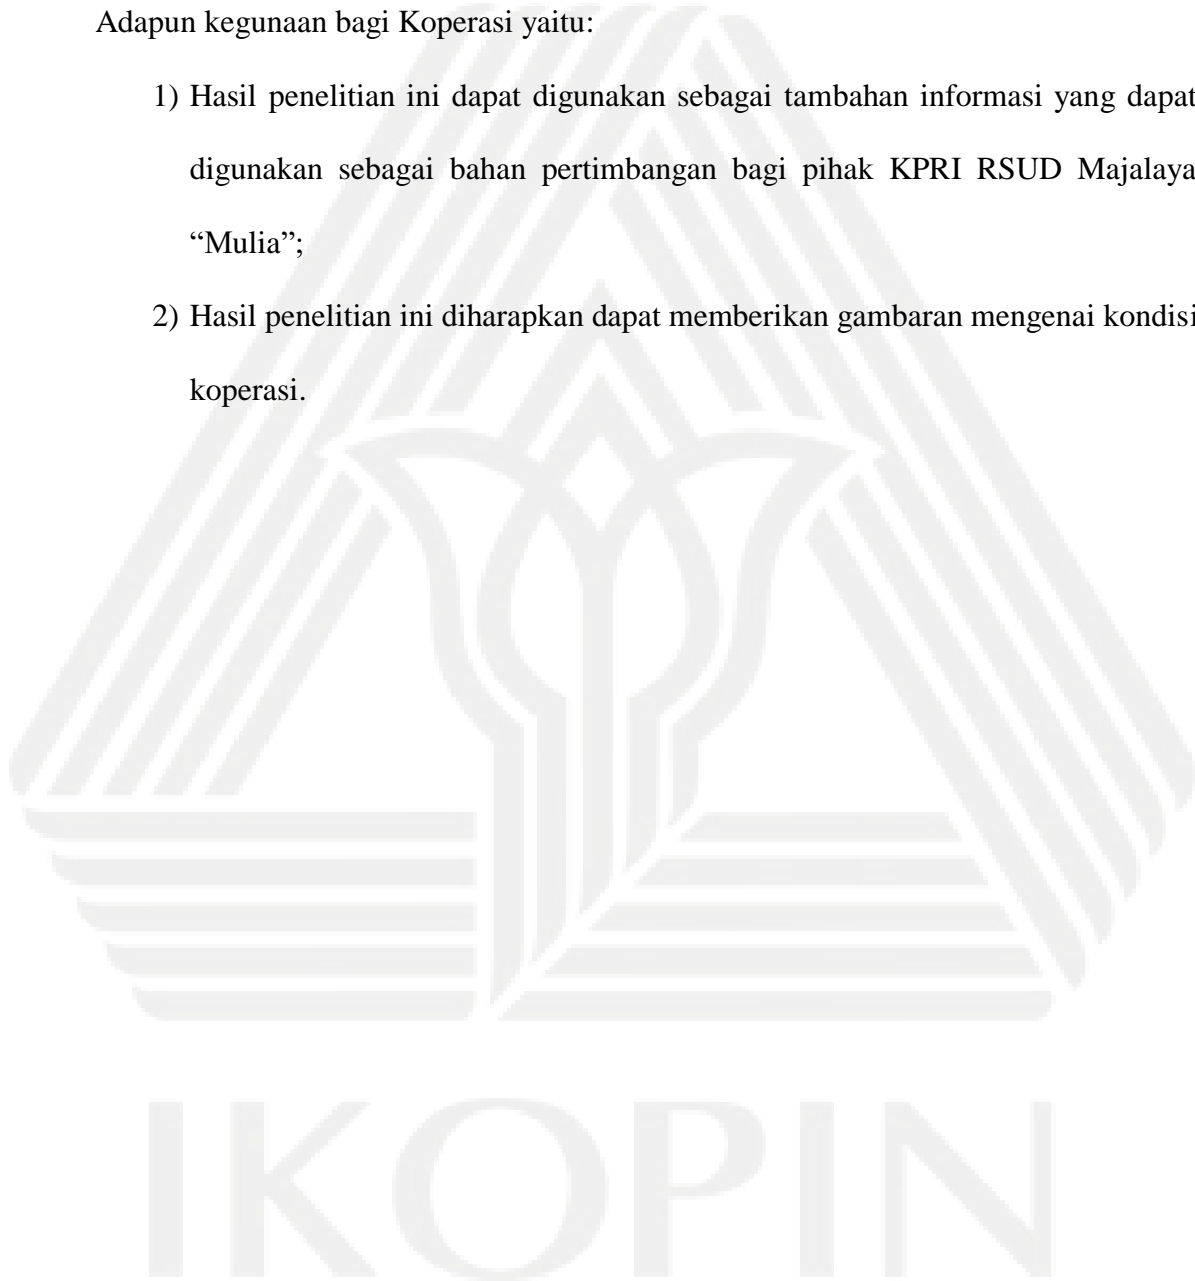 Adapun kegunaan bagi Koperasi yaitu:
1) Hasil penelitian ini dapat digunakan sebagai tambahan informasi yang dapat
digunakan sebagai bahan pertimbangan bagi pihak KPRI RSUD Majalaya
“Mulia”;
2) Hasil penelitian ini diharapkan dapat memberikan gambaran mengenai kondisi
koperasi.
IKOPIN